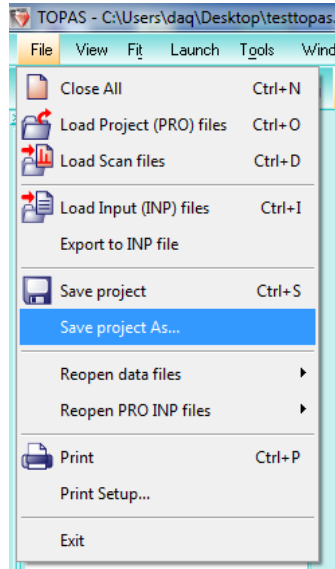 TOPAS - C:\Users\daq\Desktop\testtopas.
File View Fit Launch Tools Wind
Close All Ctrl+N
Load Project (PRO) files Ctrl+O
Load Scan files Ctrl+D
Load Input (INP) files Ctrl+I
Export to INP file
Save project Ctrl+S
Save project As...
Reopen data files
Reopen PRO INP files
Print Ctrl+P
Print Setup...
Exit